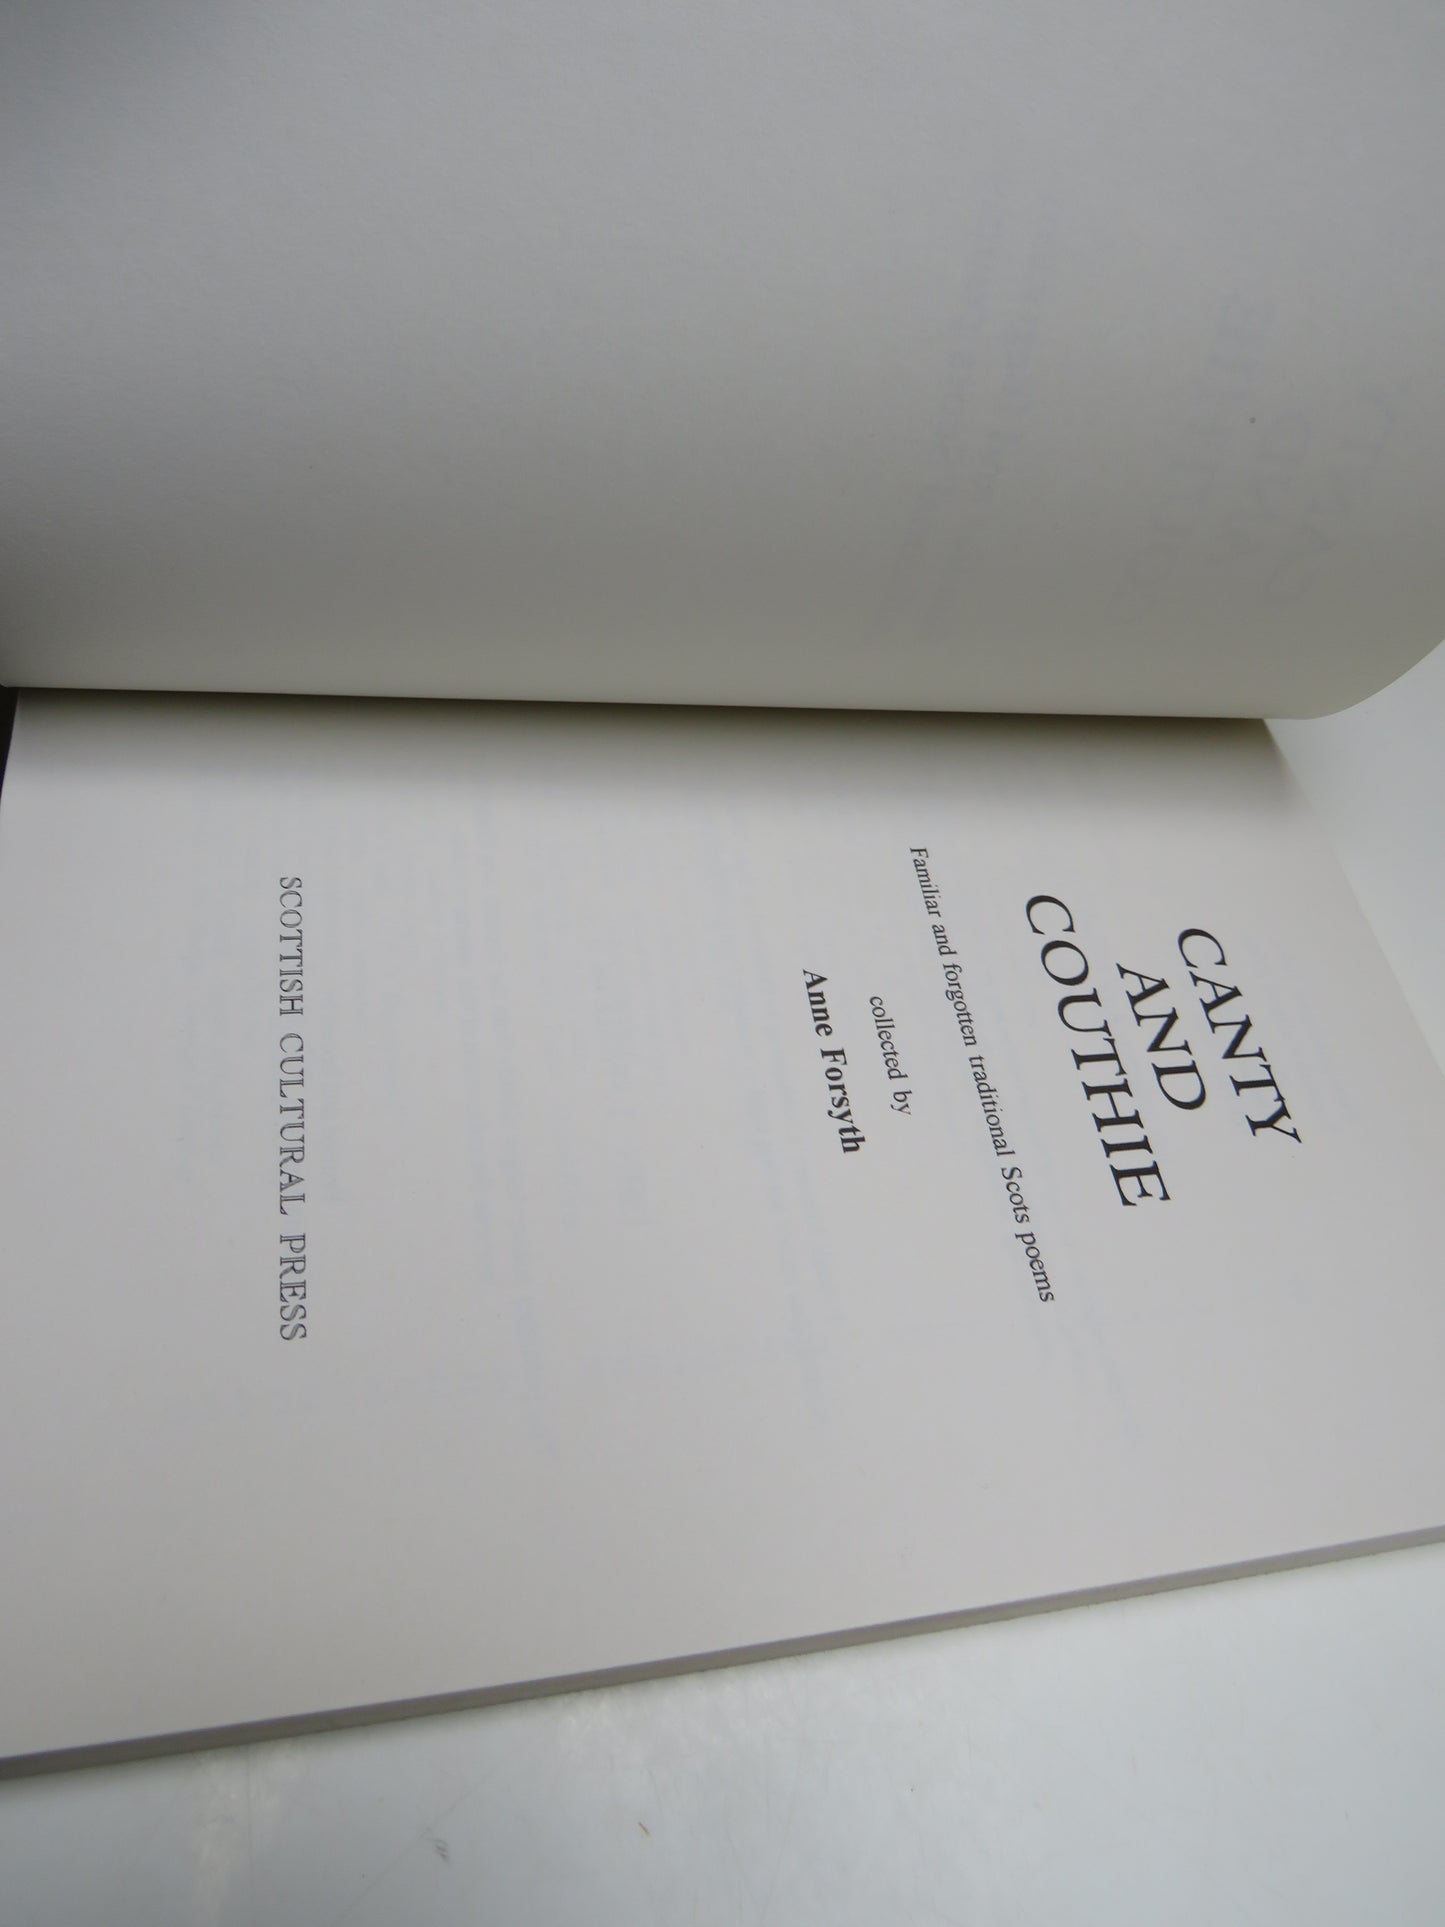 CANTY
AND
COUTHIE
Familiar and forgotten traditional Scots poems
collected by
Anne Forsyth
SCOTTISH CULTURAL PRESS